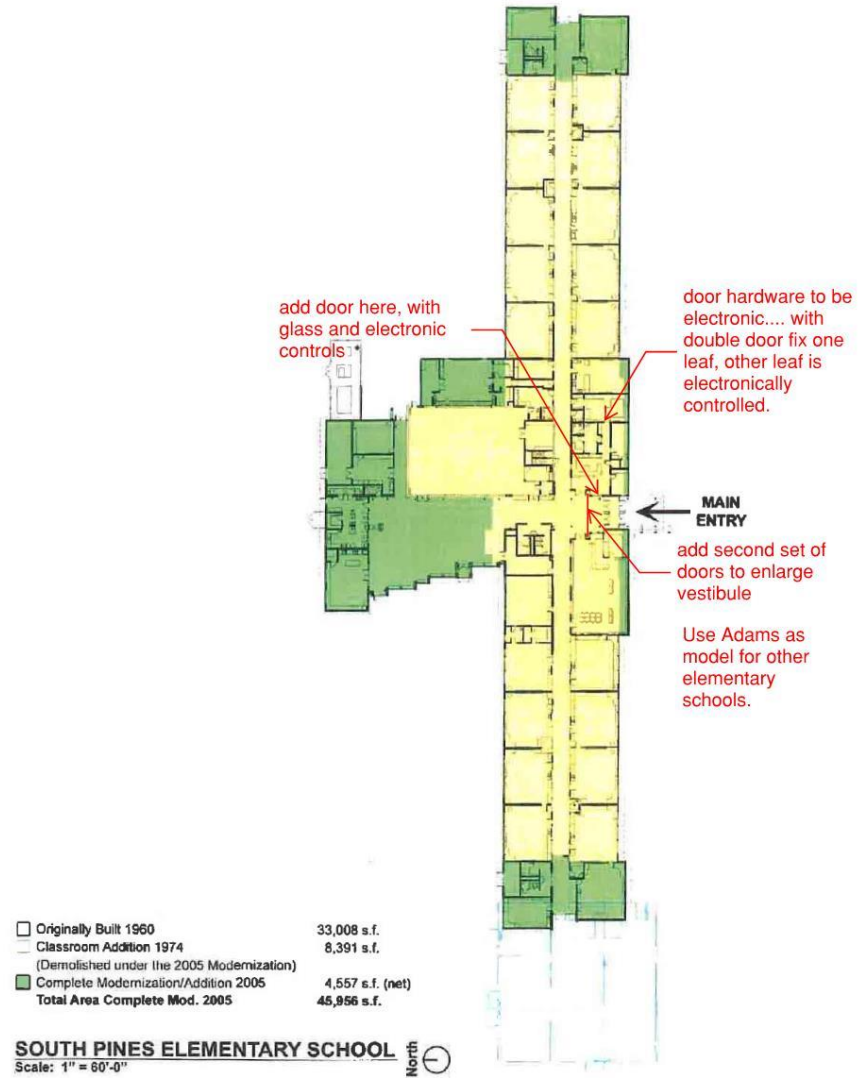 add door here, with
glass and electronic
controls
door hardware to be
electronic.... with
double door fix one
leaf, other leaf is
electronically
controlled.
MAIN
ENTRY
add second set of
doors to enlarge
vestibule
Use Adams as
model for other
elementary
schools.
Originally Built 1960 33,008 s.f.
Classroom Addition 1974 8,391 s.f.
(Demolished under the 2005 Modernization)
Complete Modernization/Addition 2005 4,557 s.f. (net)
Total Area Complete Mod. 2005 45,956 s.f.
SOUTH PINES ELEMENTARY SCHOOL
North
Scale: 1" = 60'-0"